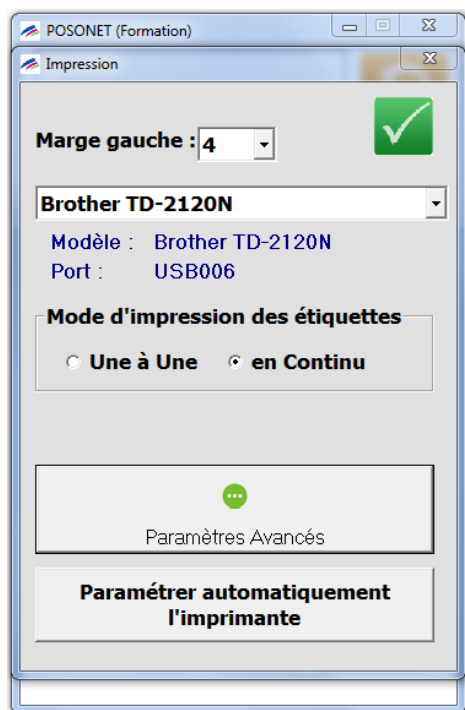 POSONET (Formation)
Impression
Marge gauche : 4
Brother TD-2120N
Modèle : Brother TD-2120N
Port : USB006
Mode d'impression des étiquettes
Une à Une en Continu
Paramètres Avancés
Paramétrer automatiquement
l'imprimante